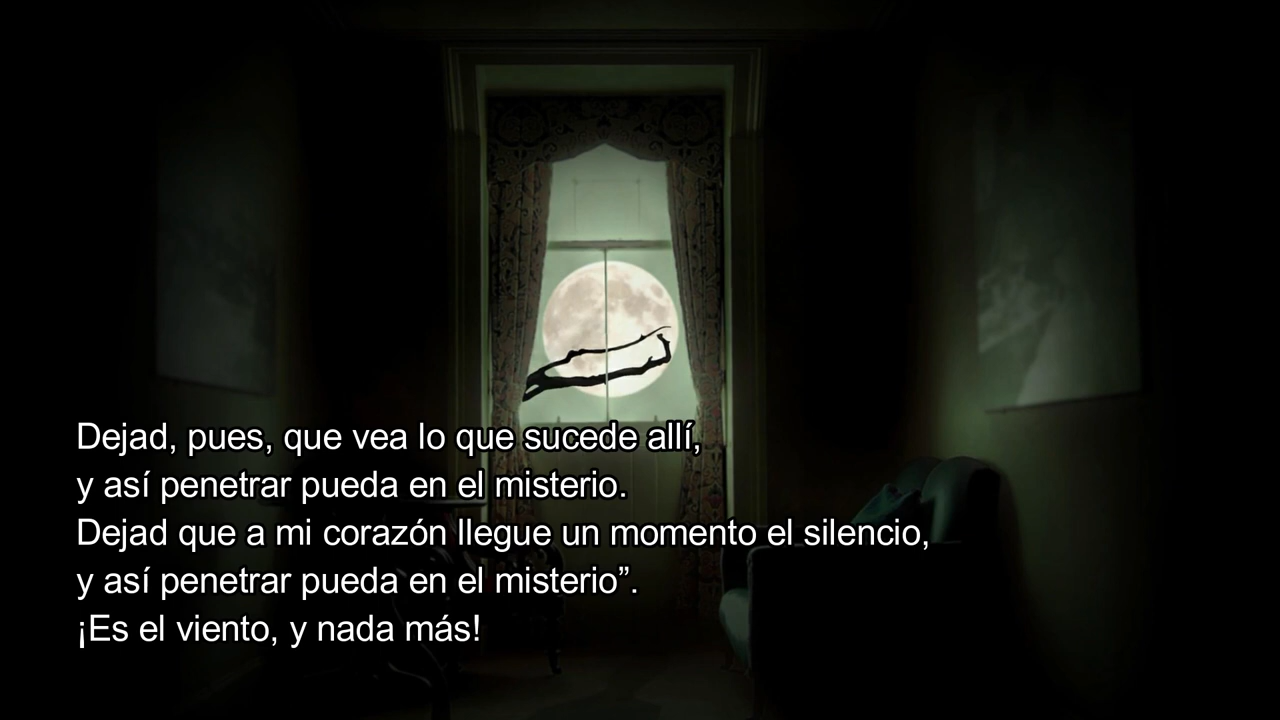 Dejad, pues, que vea lo que sucede allí,
y así penetrar pueda en el misterio.
Dejad que a mi corazón llegue un momento el silencio,
y así penetrar pueda en el misterio”.
¡Es el viento, y nada más!